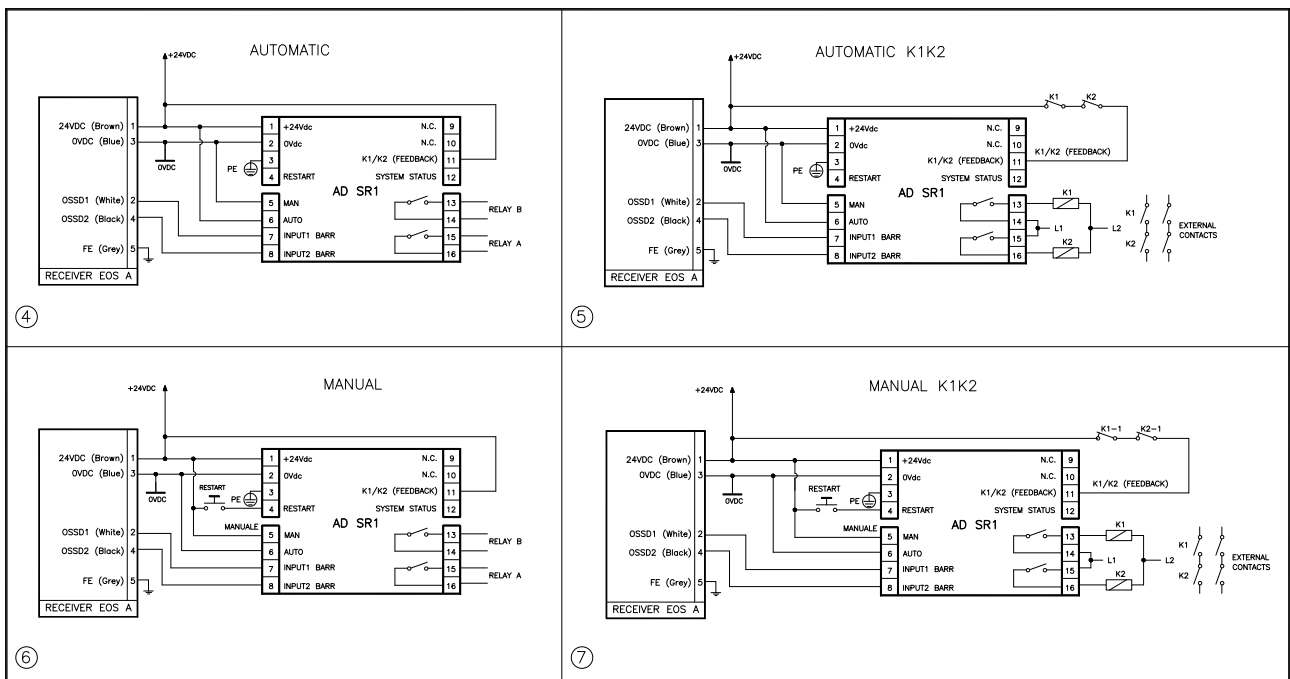 AUTOMATIC
+24VDC
24VDC (Brown) 1
0VDC (Blue) 3
0VDC
OSSD1 (White) 2
OSSD2 (Black) 4
FE (Grey) 5
RECEIVER EOS A
1 +24Vdc N.C. 9
2 0Vdc N.C. 10
PE 3 K1/K2 (FEEDBACK) 11
4 RESTART SYSTEM STATUS 12
AD SR1
5 MAN 13
6 AUTO 14
RELAY B
7 INPUT1 BARR 15
8 INPUT2 BARR 16
RELAY A
4
AUTOMATIC K1K2
+24VDC
K1 K2
24VDC (Brown) 1
0VDC (Blue) 3
0VDC
OSSD1 (White) 2
OSSD2 (Black) 4
FE (Grey) 5
RECEIVER EOS A
1 +24Vdc N.C. 9
2 0Vdc N.C. 10
PE 3 K1/K2 (FEEDBACK) 11 K1/K2 (FEEDBACK)
4 RESTART SYSTEM STATUS 12
AD SR1
5 MAN 13
6 AUTO 14
7 INPUT1 BARR 15
8 INPUT2 BARR 16
K1
L1 L2
K2
K1
K2
EXTERNAL
CONTACTS
5
MANUAL
+24VDC
24VDC (Brown) 1
0VDC (Blue) 3
0VDC
OSSD1 (White) 2
OSSD2 (Black) 4
FE (Grey) 5
RECEIVER EOS A
1 +24Vdc N.C. 9
2 0Vdc N.C. 10
RESTART
PE 3 K1/K2 (FEEDBACK) 11
4 RESTART SYSTEM STATUS 12
AD SR1
MANUALE
5 MAN 13
6 AUTO 14
RELAY B
7 INPUT1 BARR 15
8 INPUT2 BARR 16
RELAY A
6
MANUAL K1K2
+24VDC
K1-1 K2-1
24VDC (Brown) 1
0VDC (Blue) 3
0VDC
OSSD1 (White) 2
OSSD2 (Black) 4
FE (Grey) 5
RECEIVER EOS A
1 +24Vdc N.C. 9
2 0Vdc N.C. 10
RESTART
PE 3 K1/K2 (FEEDBACK) 11 K1/K2 (FEEDBACK)
4 RESTART SYSTEM STATUS 12
AD SR1
MANUALE
5 MAN 13
6 AUTO 14
7 INPUT1 BARR 15
8 INPUT2 BARR 16
K1
L1 L2
K2
K1
K2
EXTERNAL
CONTACTS
7